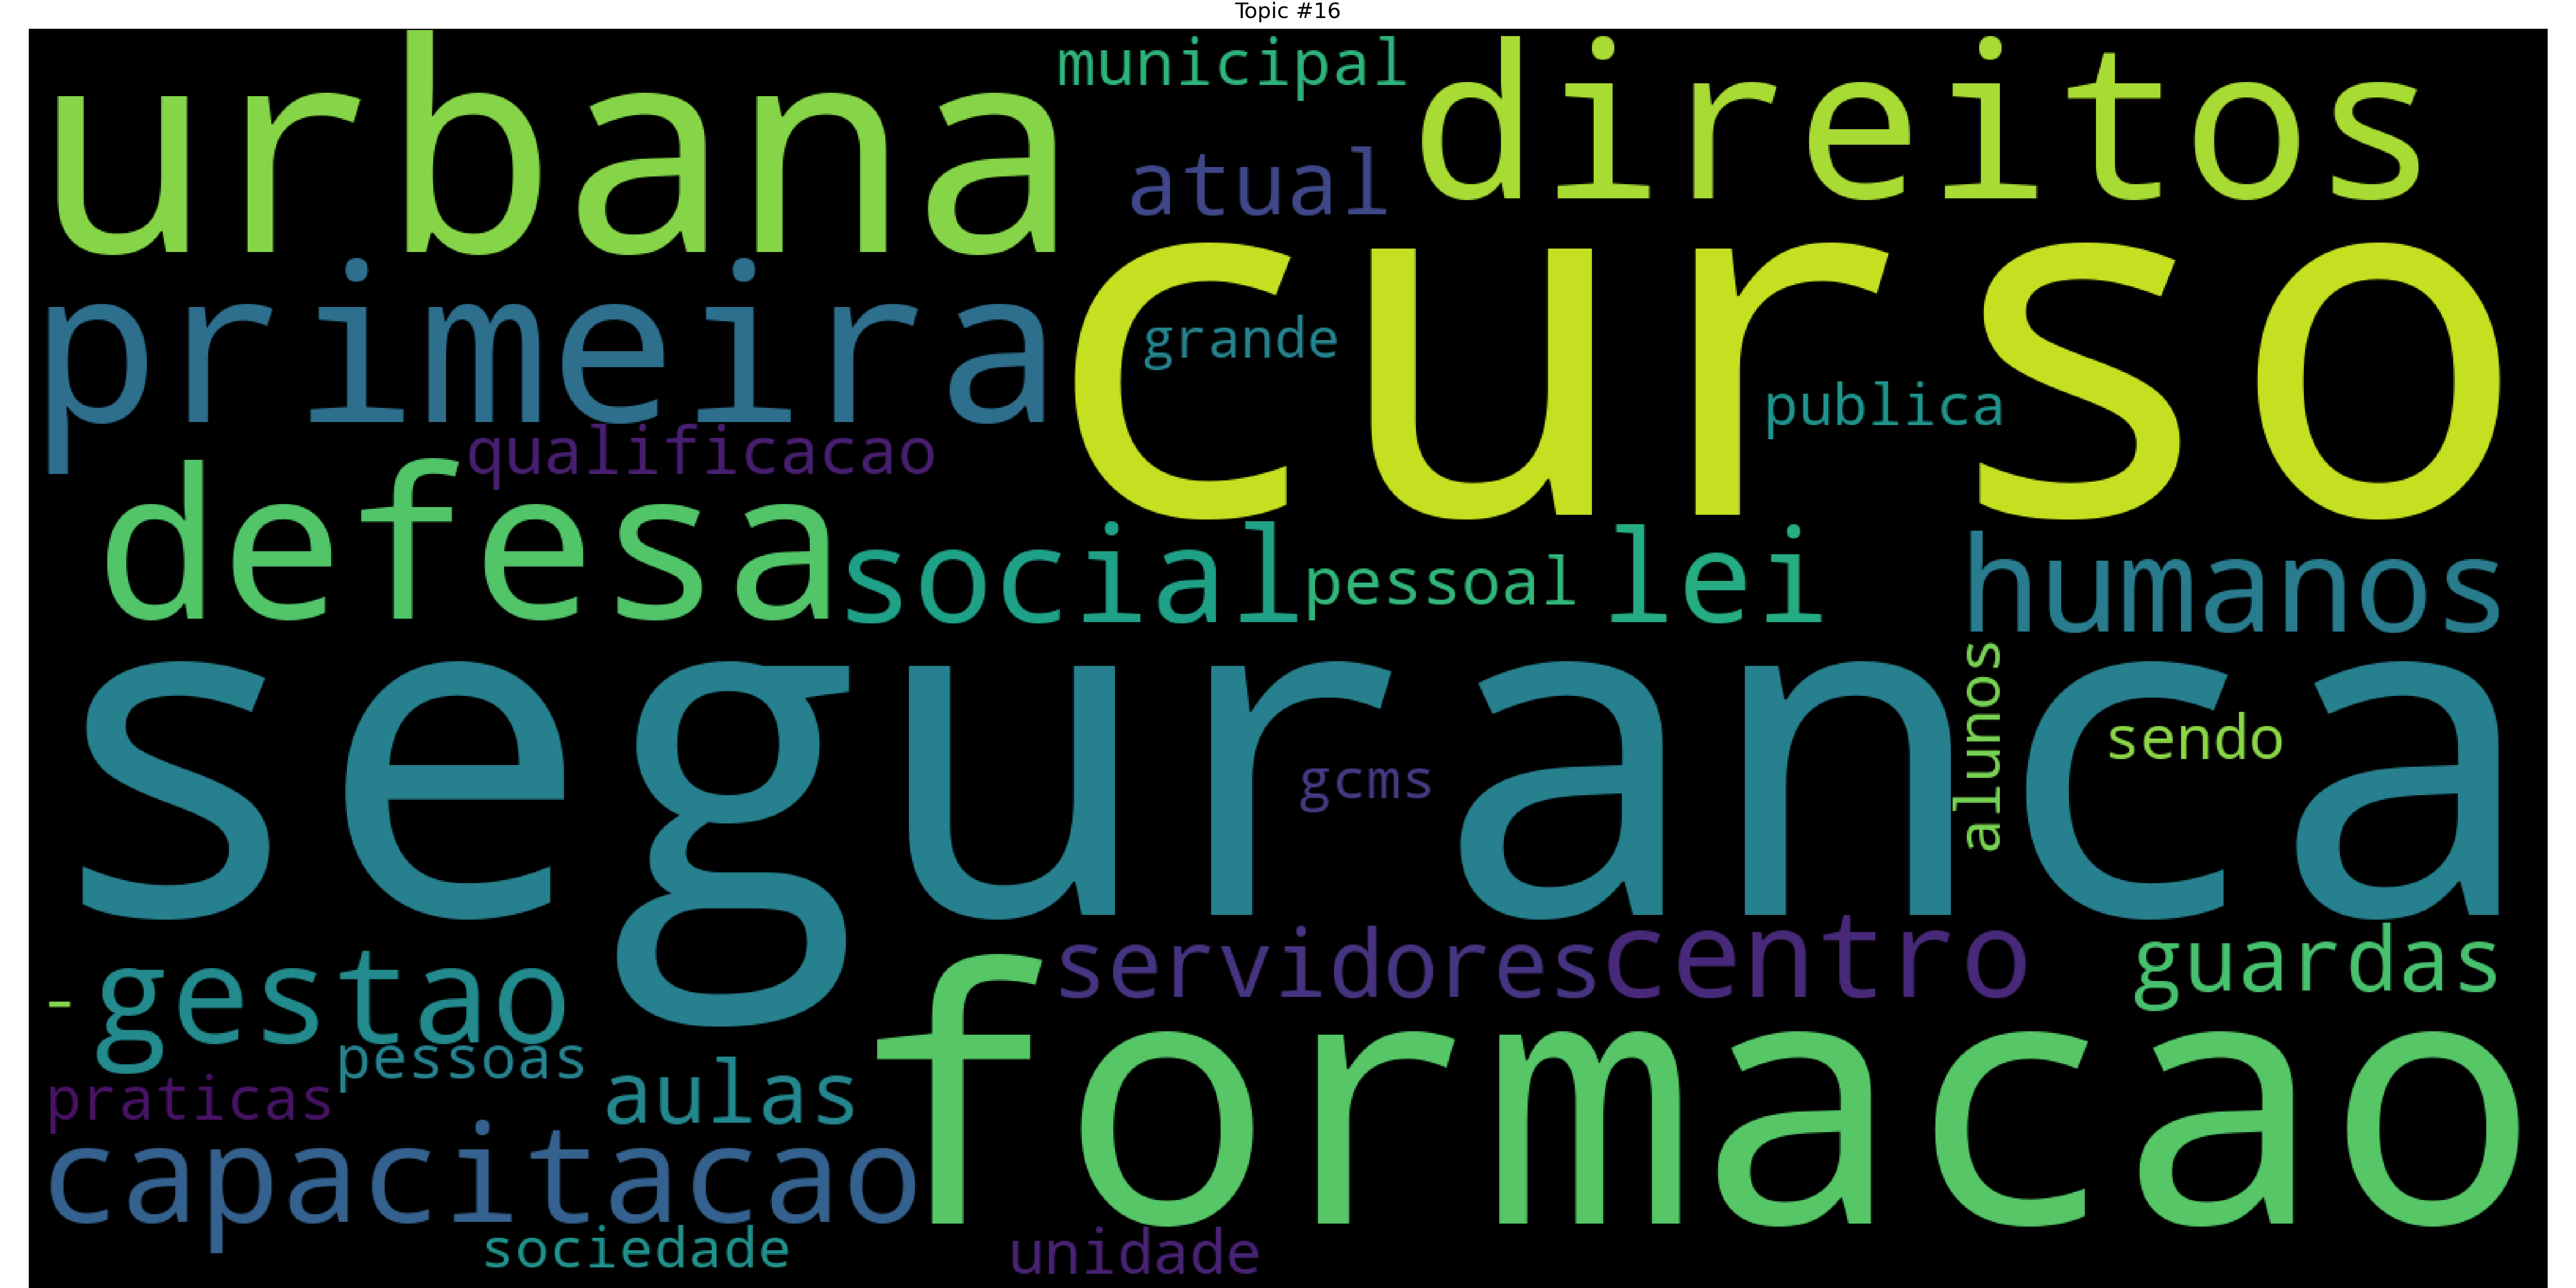 Topic #16
urbana
municipal
direitos
atual
curso
primeira
grande
publica
qualificacao
defesa
social
pessoal
lei
humanos
seguranca
alunos
sendo
gcms
servidores
centro
guardas
-
gestao
formacao
pessoas
praticas
aulas
capacitacao
sociedade
unidade